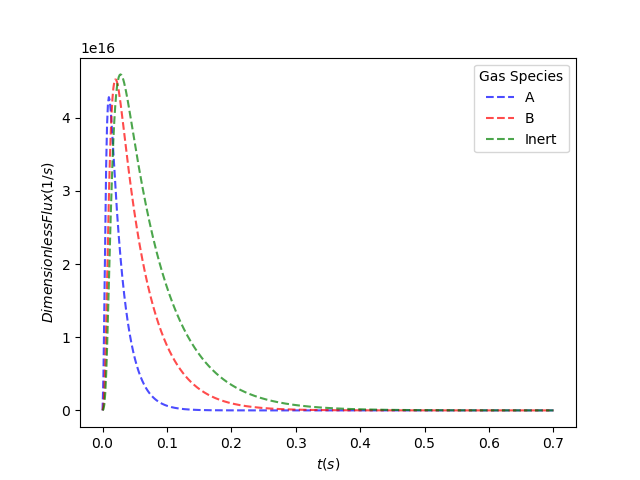 1e16
Gas Species
A
B
Inert
4
3
2
1
0
DimensionlessFlux(1/s)
0.0 0.1 0.2 0.3 0.4 0.5 0.6 0.7
t(s)